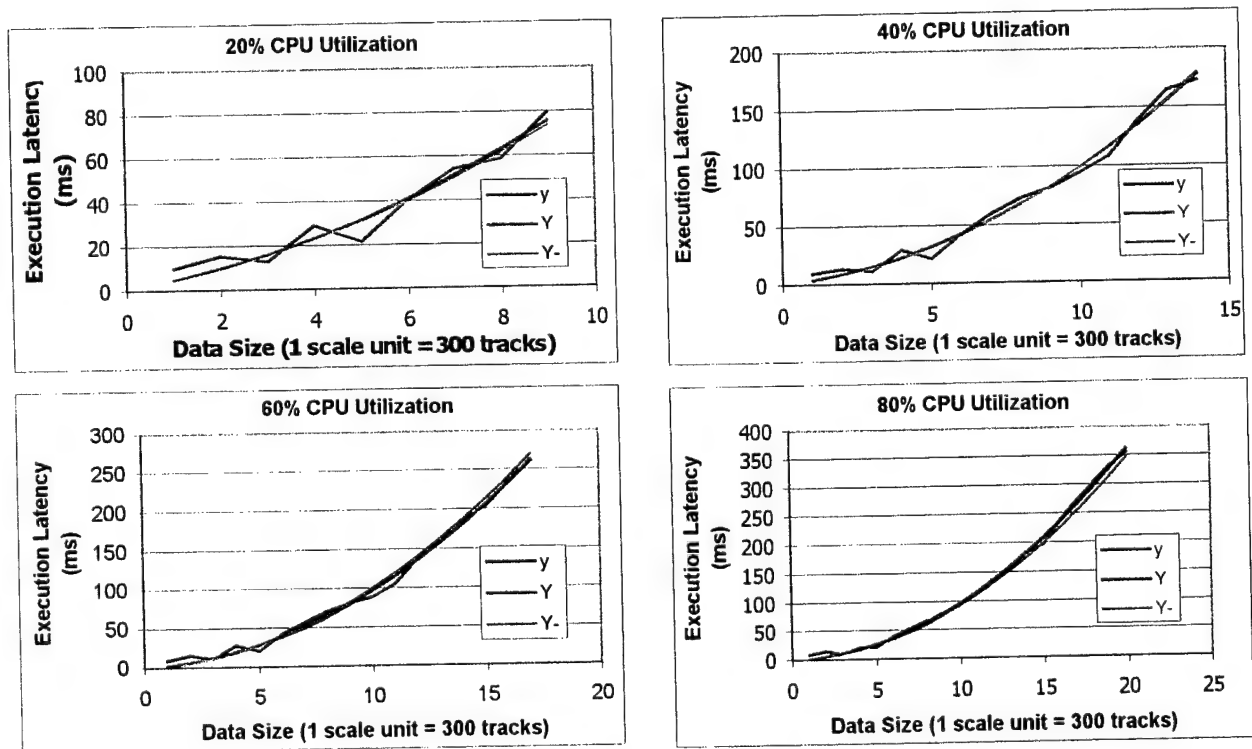 20% CPU Utilization
Execution Latency
(ms)
100
80
60
40
20
0
0 2 4 6 8 10
y
Y
Y-
Data Size (1 scale unit = 300 tracks)
40% CPU Utilization
Execution Latency
(ms)
200
150
100
50
0
0 5 10 15
y
Y
Y-
Data Size (1 scale unit = 300 tracks)
60% CPU Utilization
Execution Latency
(ms)
300
250
200
150
100
50
0
0 5 10 15 20
y
Y
Y-
Data Size (1 scale unit = 300 tracks)
80% CPU Utilization
Execution Latency
(ms)
400
350
300
250
200
150
100
50
0
0 5 10 15 20 25
y
Y
Y-
Data Size (1 scale unit = 300 tracks)